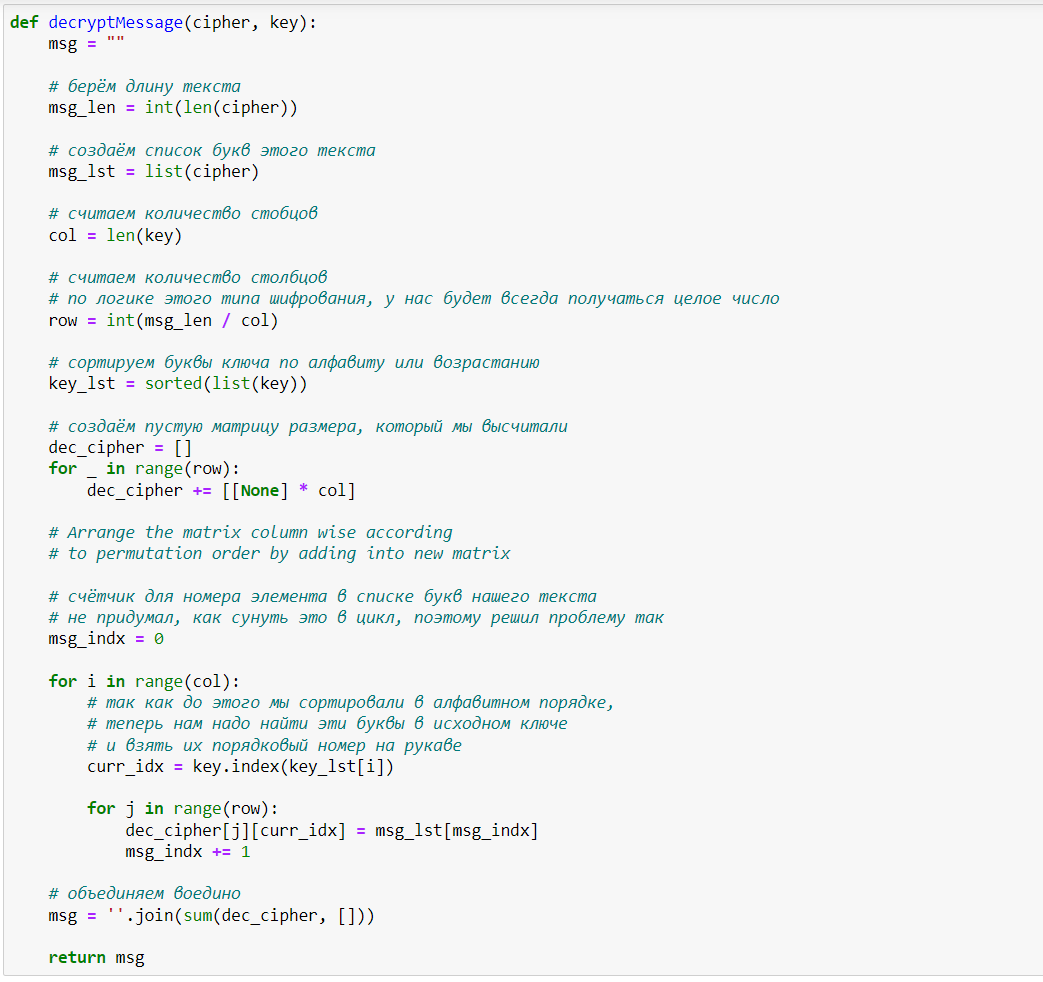 def decryptMessage(cipher, key):
    msg = ""

    # берём длину текста
    msg_len = int(len(cipher))

    # создаём список букв этого текста
    msg_lst = list(cipher)

    # считаем количество стобцов
    col = len(key)

    # считаем количество столбцов
    # по логике этого типа шифрования, у нас будет всегда получаться целое число
    row = int(msg_len / col)

    # сортируем буквы ключа по алфавиту или возрастанию
    key_lst = sorted(list(key))

    # создаём пустую матрицу размера, который мы высчитали
    dec_cipher = []
    for _ in range(row):
        dec_cipher += [[None] * col]

    # Arrange the matrix column wise according
    # to permutation order by adding into new matrix

    # счётчик для номера элемента в списке букв нашего текста
    # не придумал, как сунуть это в цикл, поэтому решил проблему так
    msg_indx = 0

    for i in range(col):
        # так как до этого мы сортировали в алфавитном порядке,
        # теперь нам надо найти эти буквы в исходном ключе
        # и взять их порядковый номер на рукаве
        curr_idx = key.index(key_lst[i])

        for j in range(row):
            dec_cipher[j][curr_idx] = msg_lst[msg_indx]
            msg_indx += 1

    # объединяем воедино
    msg = ''.join(sum(dec_cipher, []))

    return msg